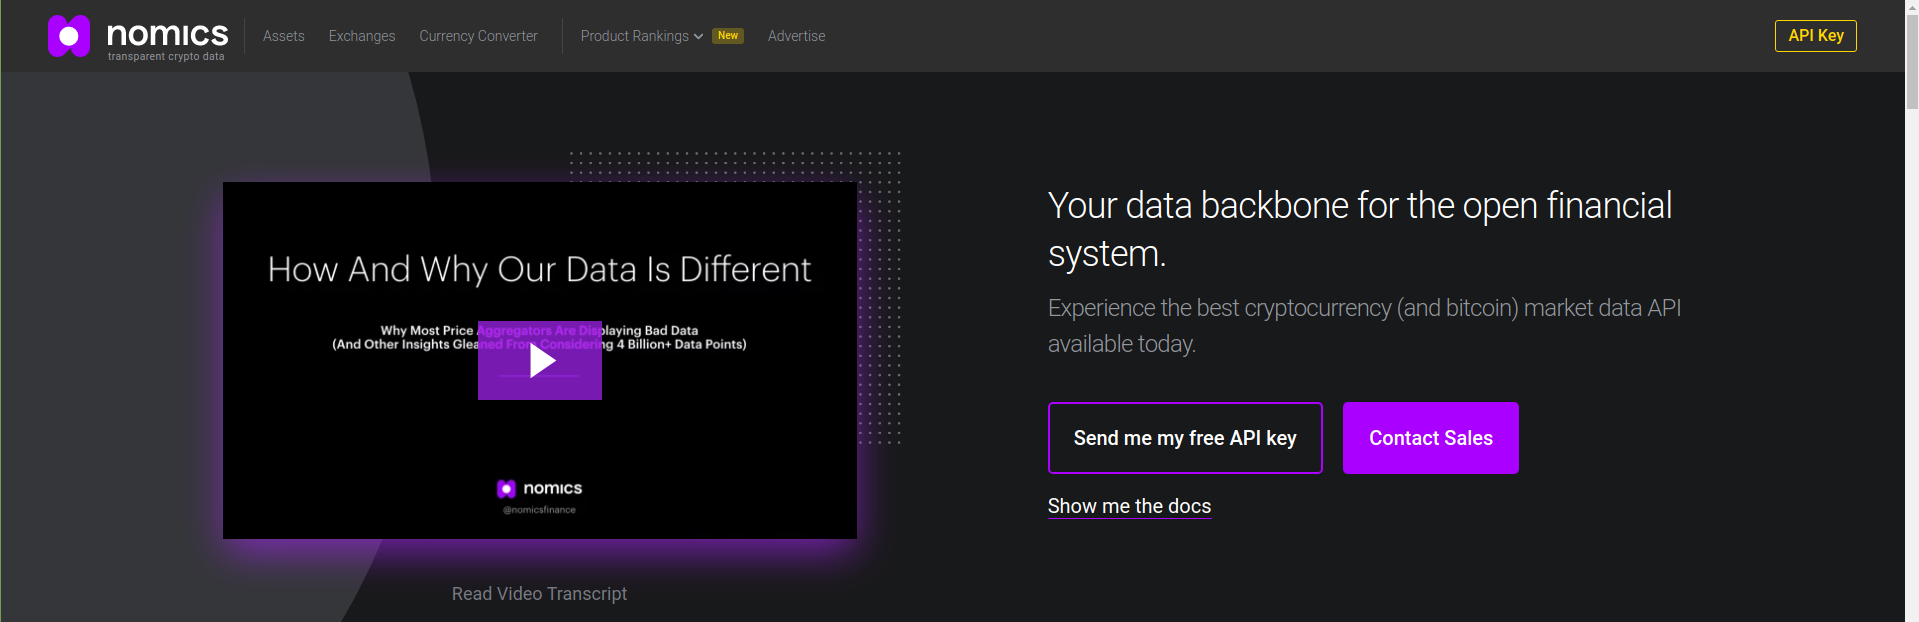 nomics
transparent crypto data
Assets
Exchanges
Currency Converter
Product Rankings
New
Advertise
API Key
How And Why Our Data Is Different
Why Most Price Aggregators Are Displaying Bad Data
(And Other Insights Gleaned From Considering 4 Billion+ Data Points)
nomics
@nomicsfinance
Read Video Transcript
Your data backbone for the open financial
system.
Experience the best cryptocurrency (and bitcoin) market data API
available today.
Send me my free API key
Contact Sales
Show me the docs